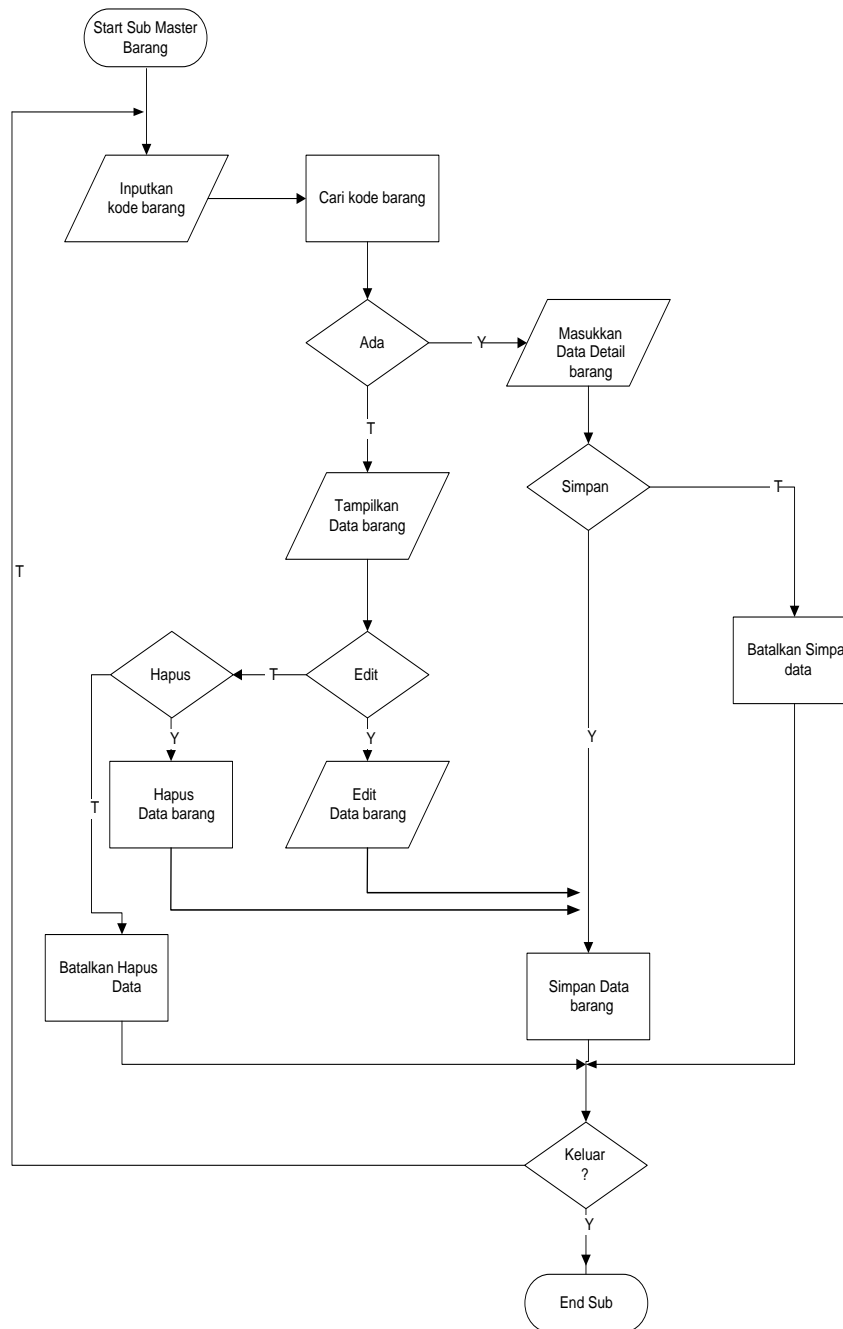 Start Sub Master
Barang
Inputkan
kode barang
Cari kode barang
Ada
Y
Masukkan
Data Detail
barang
T
Simpan
T
Tampilkan
Data barang
T
Batalkan Simpa
data
Hapus
T
Edit
Y
Y
Y
T
Hapus
Data barang
Edit
Data barang
Batalkan Hapus
Data
Simpan Data
barang
Keluar
?
Y
End Sub